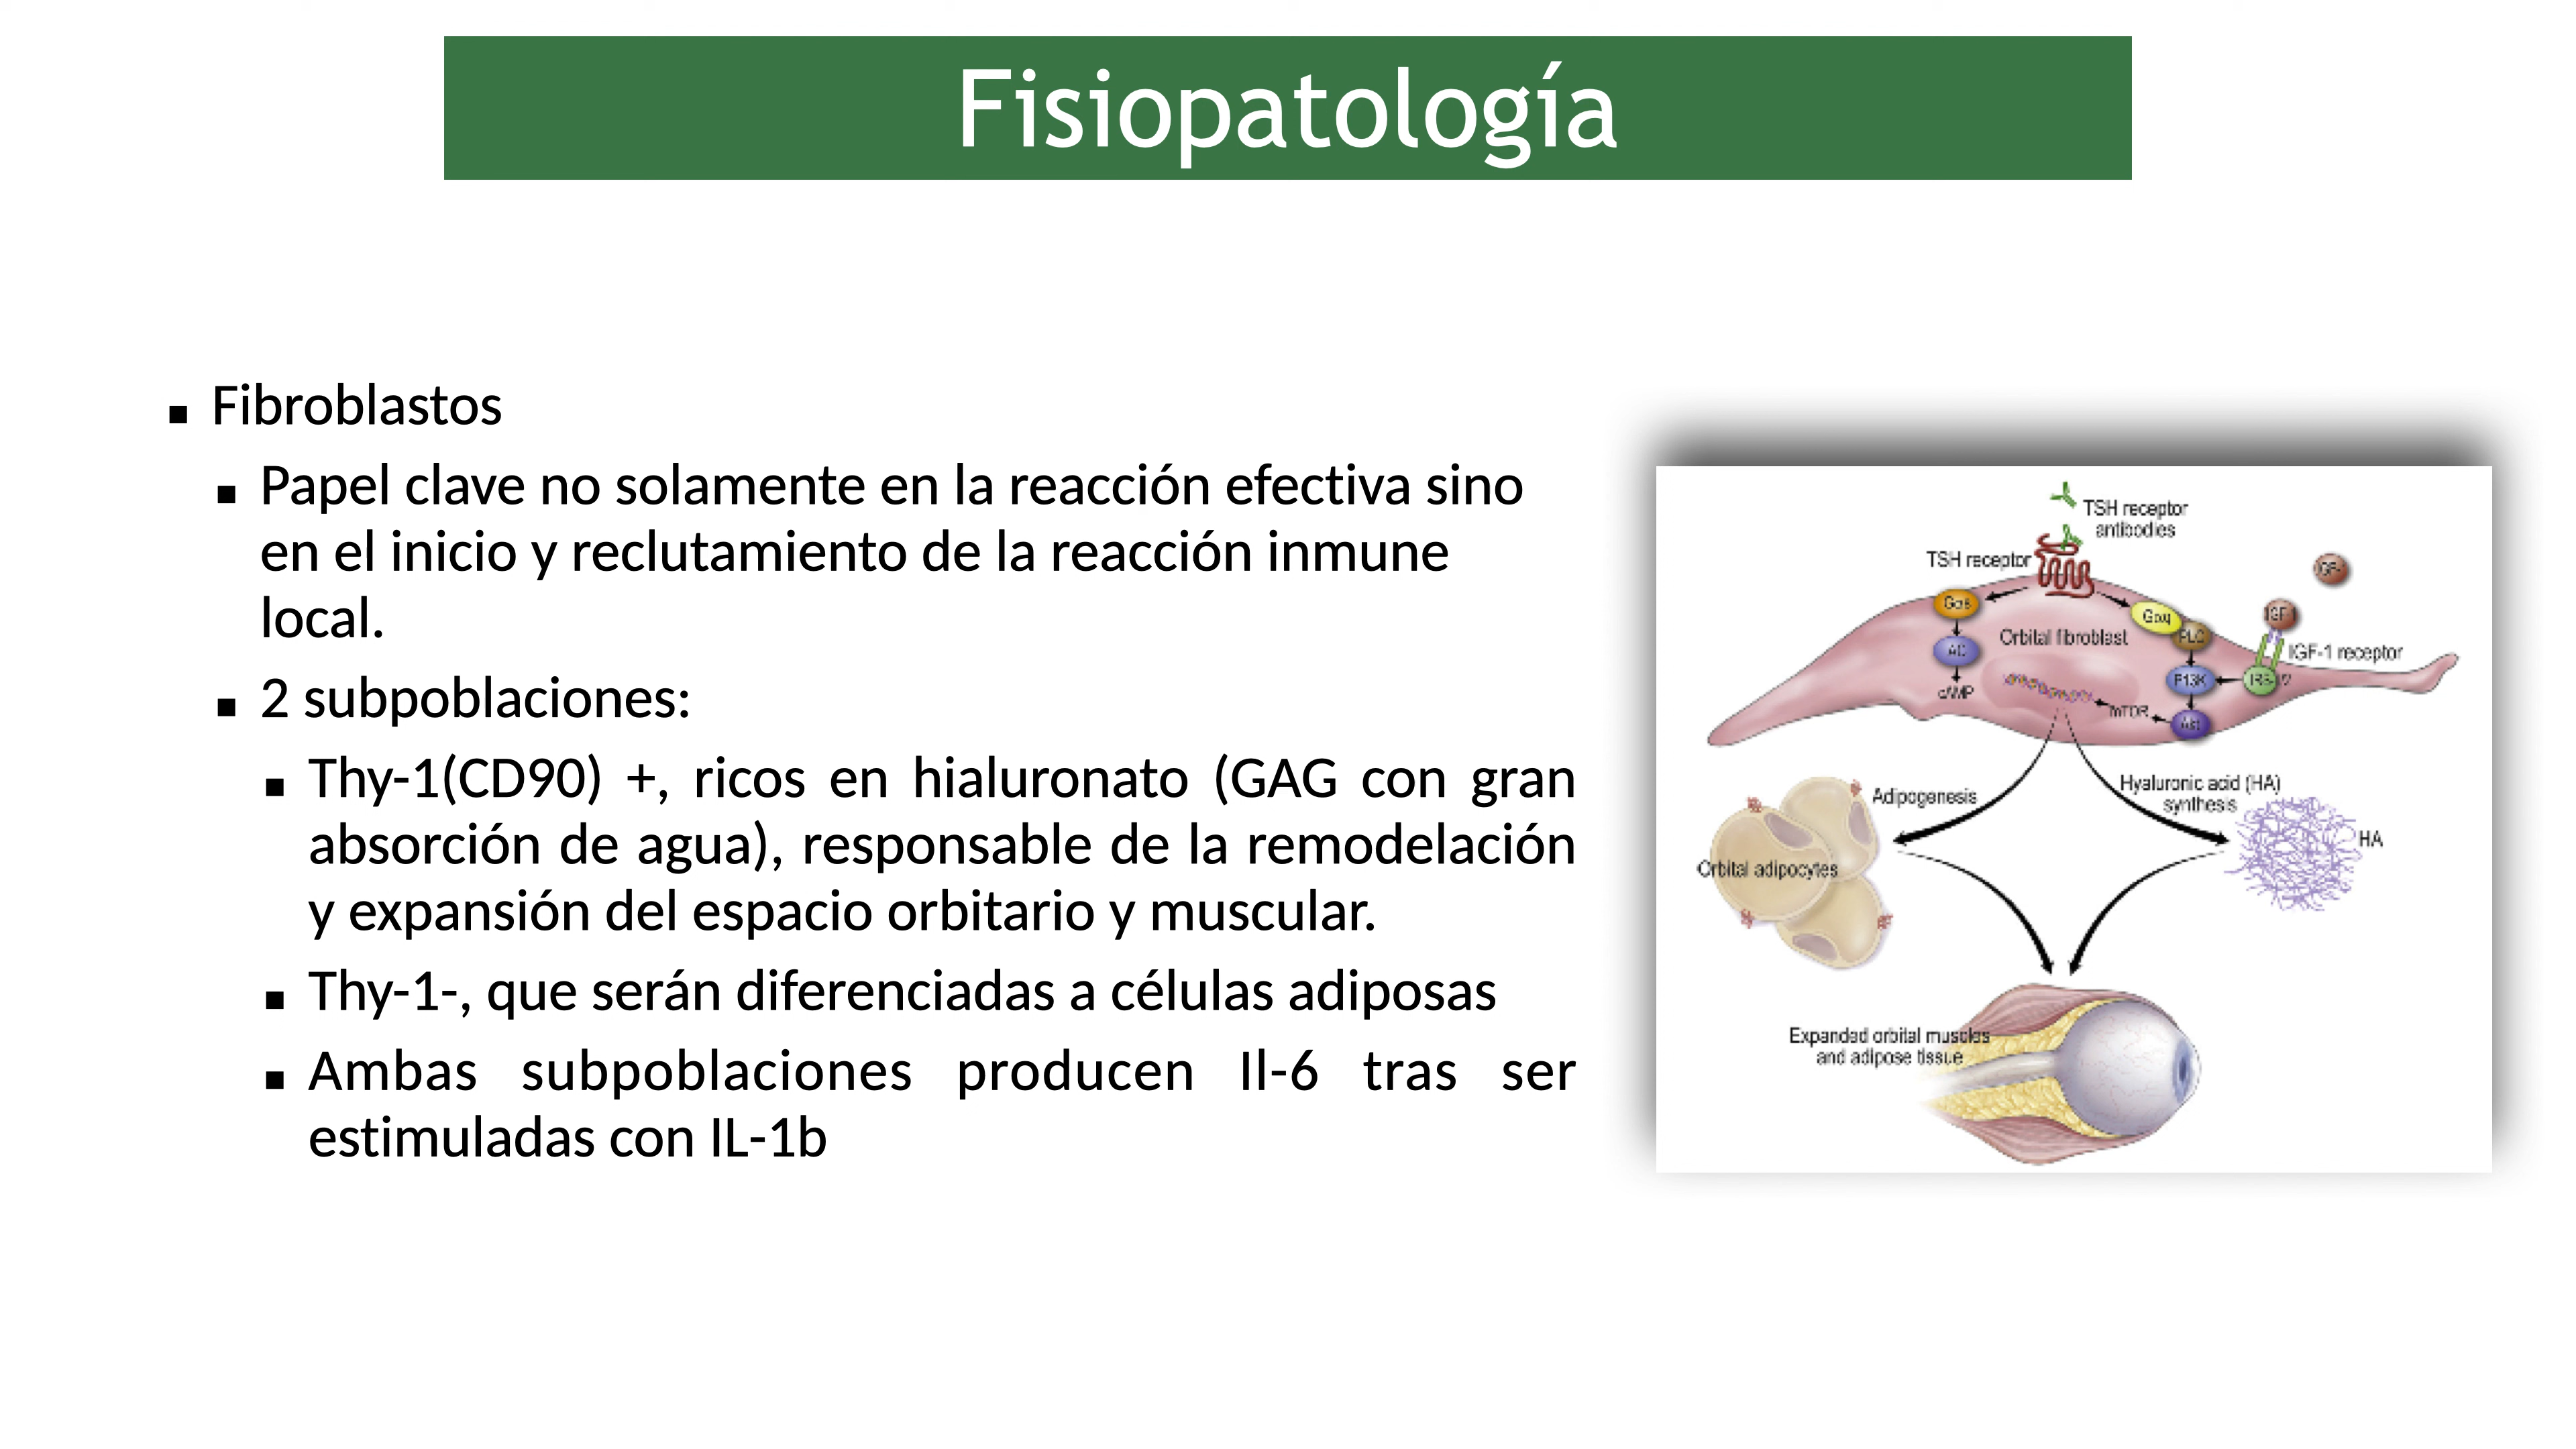 Fisiopatología
▪ Fibroblastos
▪ Papel clave no solamente en la reacción efectiva sino
en el inicio y reclutamiento de la reacción inmune
local.
▪ 2 subpoblaciones:
▪ Thy-1(CD90) +, ricos en hialuronato (GAG con gran
absorción de agua), responsable de la remodelación
y expansión del espacio orbitario y muscular.
▪ Thy-1-, que serán diferenciadas a células adiposas
▪ Ambas subpoblaciones producen Il-6 tras ser
estimuladas con IL-1b
TSH receptor
antibodies
TSH receptor
Gαs
Gαq
PLC
Orbital fibroblast
AC
IGF-1 receptor
PI3K
cAMP
mTOR
Akt
Adipogenesis
Hyaluronic acid (HA)
synthesis
HA
Orbital adipocytes
Expanded orbital muscles
and adipose tissue